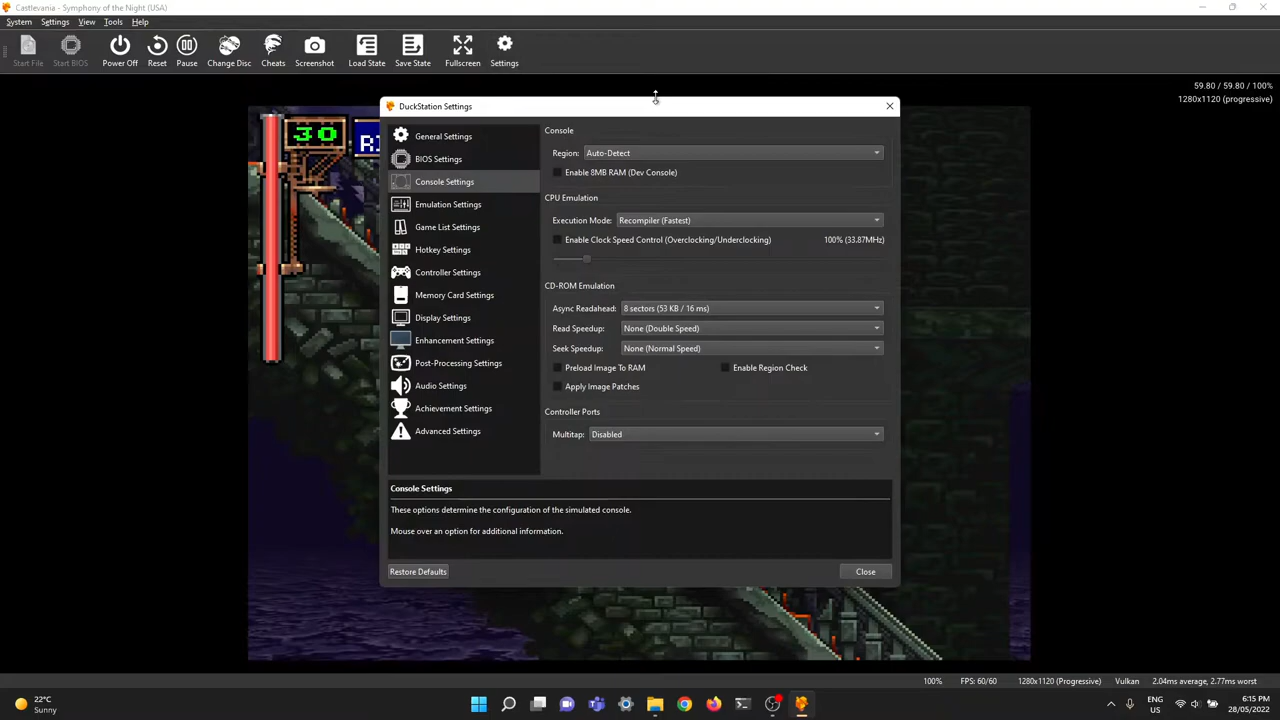 Castlevania - Symphony of the Night (USA)
System Settings View Tools Help
Start File Start BIOS Power Off Reset Pause Change Disc Cheats Screenshot Load State Save State Fullscreen Settings
59.80 / 59.80 / 100%
1280x1120 (progressive)
30
RI
DuckStation Settings
General Settings
BIOS Settings
Console Settings
Emulation Settings
Game List Settings
Hotkey Settings
Controller Settings
Memory Card Settings
Display Settings
Enhancement Settings
Post-Processing Settings
Audio Settings
Achievement Settings
Advanced Settings
Console
Region: Auto-Detect
Enable 8MB RAM (Dev Console)
CPU Emulation
Execution Mode: Recompiler (Fastest)
Enable Clock Speed Control (Overclocking/Underclocking) 100% (33.87MHz)
CD-ROM Emulation
Async Readahead: 8 sectors (53 KB / 16 ms)
Read Speedup: None (Double Speed)
Seek Speedup: None (Normal Speed)
Preload Image To RAM Enable Region Check
Apply Image Patches
Controller Ports
Multitap: Disabled
Console Settings
These options determine the configuration of the simulated console.
Mouse over an option for additional information.
Restore Defaults Close
100% FPS: 60/60 1280x1120 (Progressive) Vulkan 2.04ms average, 2.77ms worst
22°C
Sunny
ENG
US
6:15 PM
28/05/2022